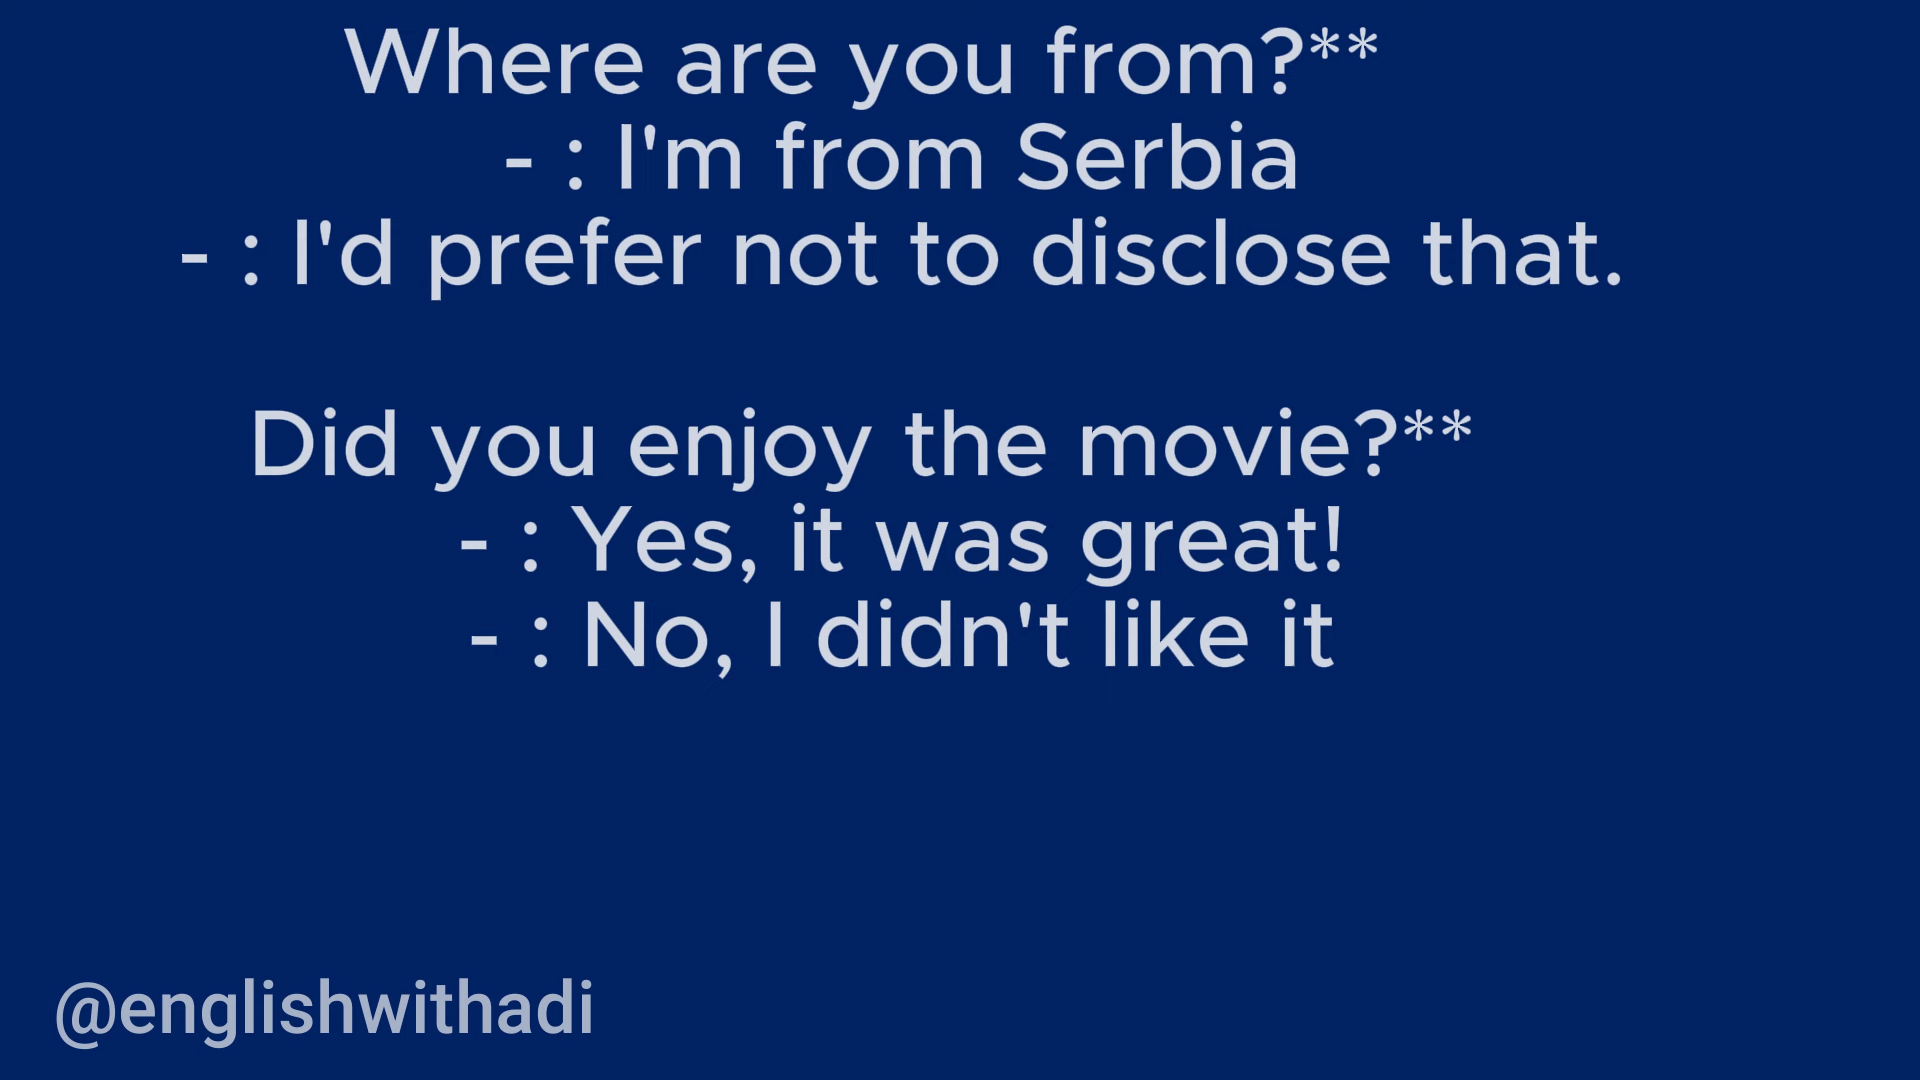 Where are you from?**
- : I'm from Serbia
- : I'd prefer not to disclose that.
Did you enjoy the movie?**
- : Yes, it was great!
- : No, I didn't like it
@englishwithadi